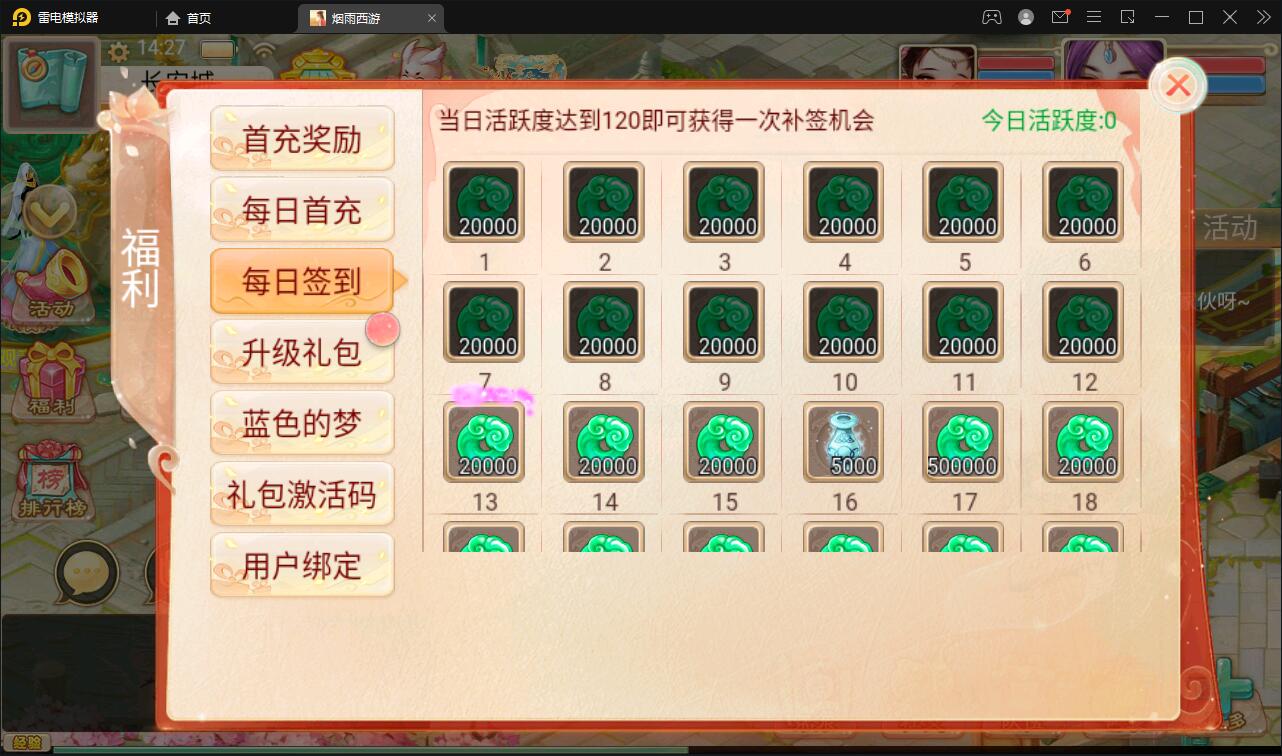 雷电模拟器
首页
烟雨西游
14:27
长安城
当日活跃度达到120即可获得一次补签机会
今日活跃度:0
福利
首充奖励
每日首充
每日签到
升级礼包
蓝色的梦
礼包激活码
用户绑定
20000 20000 20000 20000 20000 20000
1 2 3 4 5 6
20000 20000 20000 20000 20000 20000
7 8 9 10 11 12
20000 20000 20000 5000 500000 20000
13 14 15 16 17 18
活动
伙呀~
活动
福利
榜
排行榜
多
经验